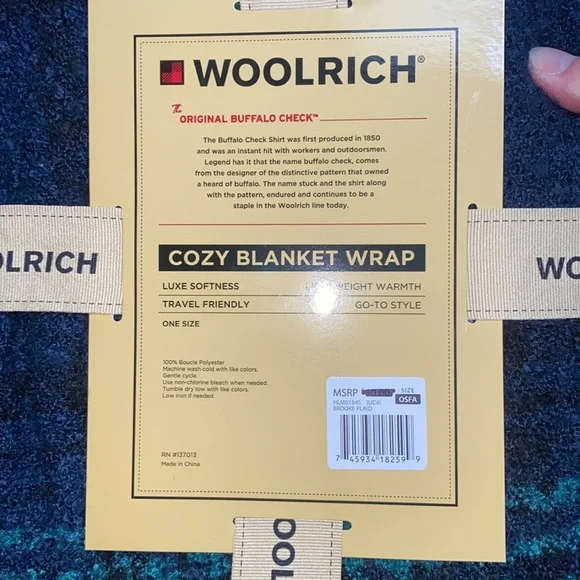 WOOLRICH®
The
ORIGINAL BUFFALO CHECK™
The Buffalo Check Shirt was first produced in 1850
and was an instant hit with workers and outdoorsmen.
Legend has it that the name buffalo check, comes
from the designer of the distinctive pattern that owned
a heard of buffalo. The name stuck and the shirt along
with the pattern, endured and continues to be a
staple in the Woolrich line today.
OLRICH
WO
COZY BLANKET WRAP
LUXE SOFTNESS
WEIGHT WARMTH
TRAVEL FRIENDLY
GO-TO STYLE
ONE SIZE
100% Boucle Polyester
Machine wash cold with like colors.
Gentle cycle.
Use non-chlorine bleach when needed.
Tumble dry low with like colors.
Low iron if needed.
MSRP SIZE
OSFA
BROOKE PLAID
7 45934 18259 9
RN #137013
Made in China
OOL